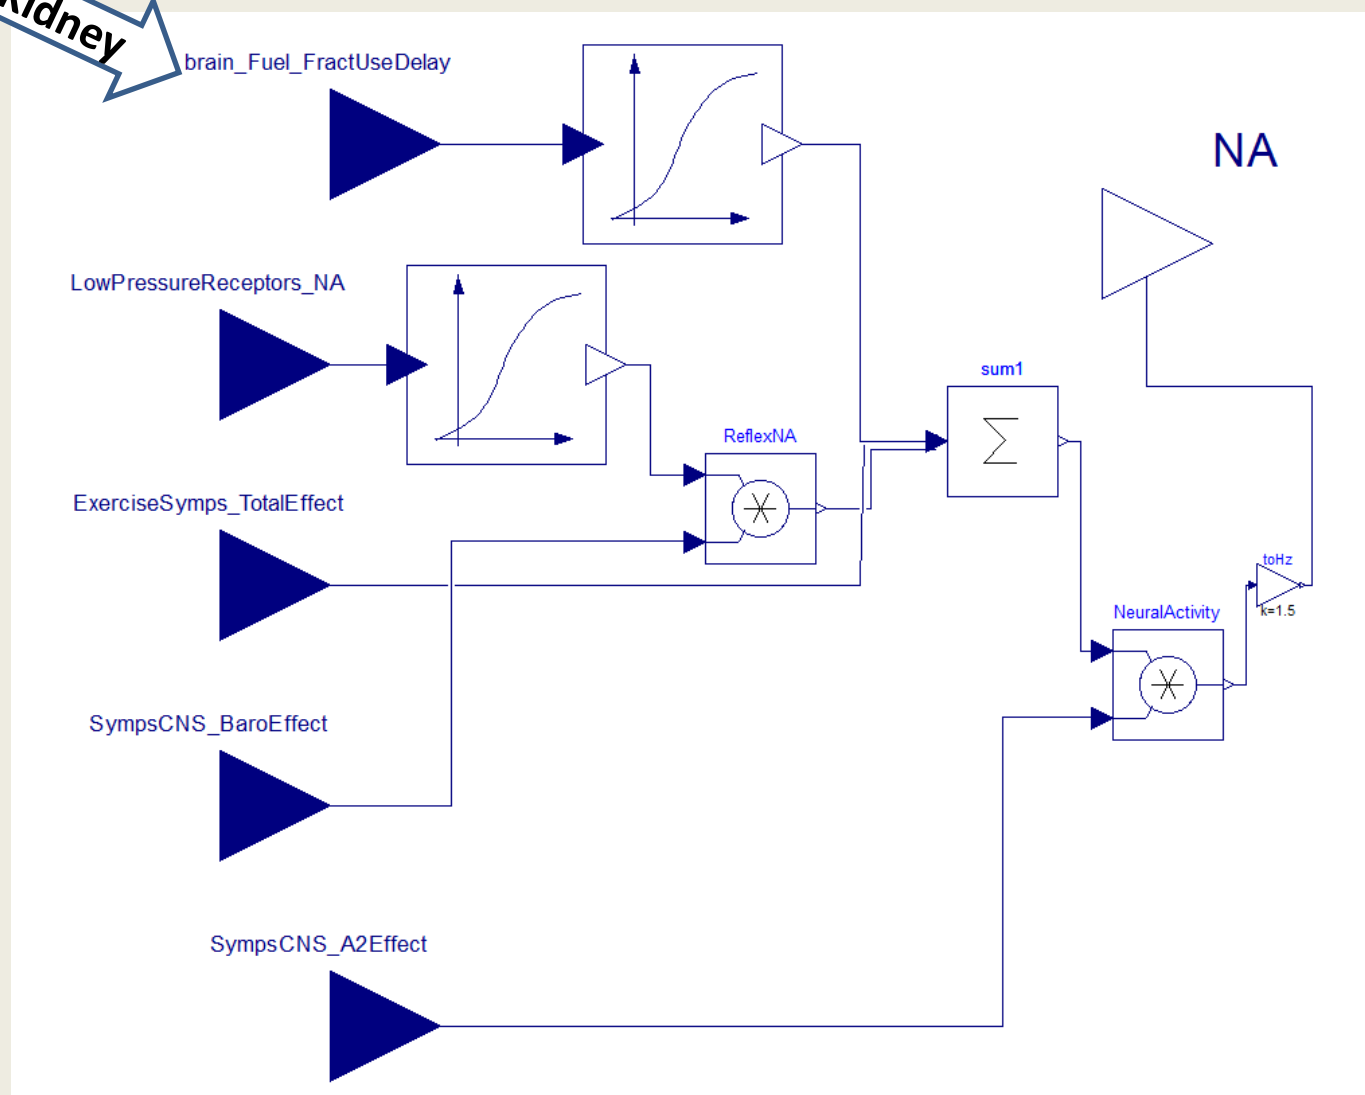 Kidney
brain_Fuel_FractUseDelay
NA
LowPressureReceptors_NA
sum1
ReflexNA
ExerciseSymps_TotalEffect
toHz
k=1.5
NeuralActivity
SympsCNS_BaroEffect
SympsCNS_A2Effect